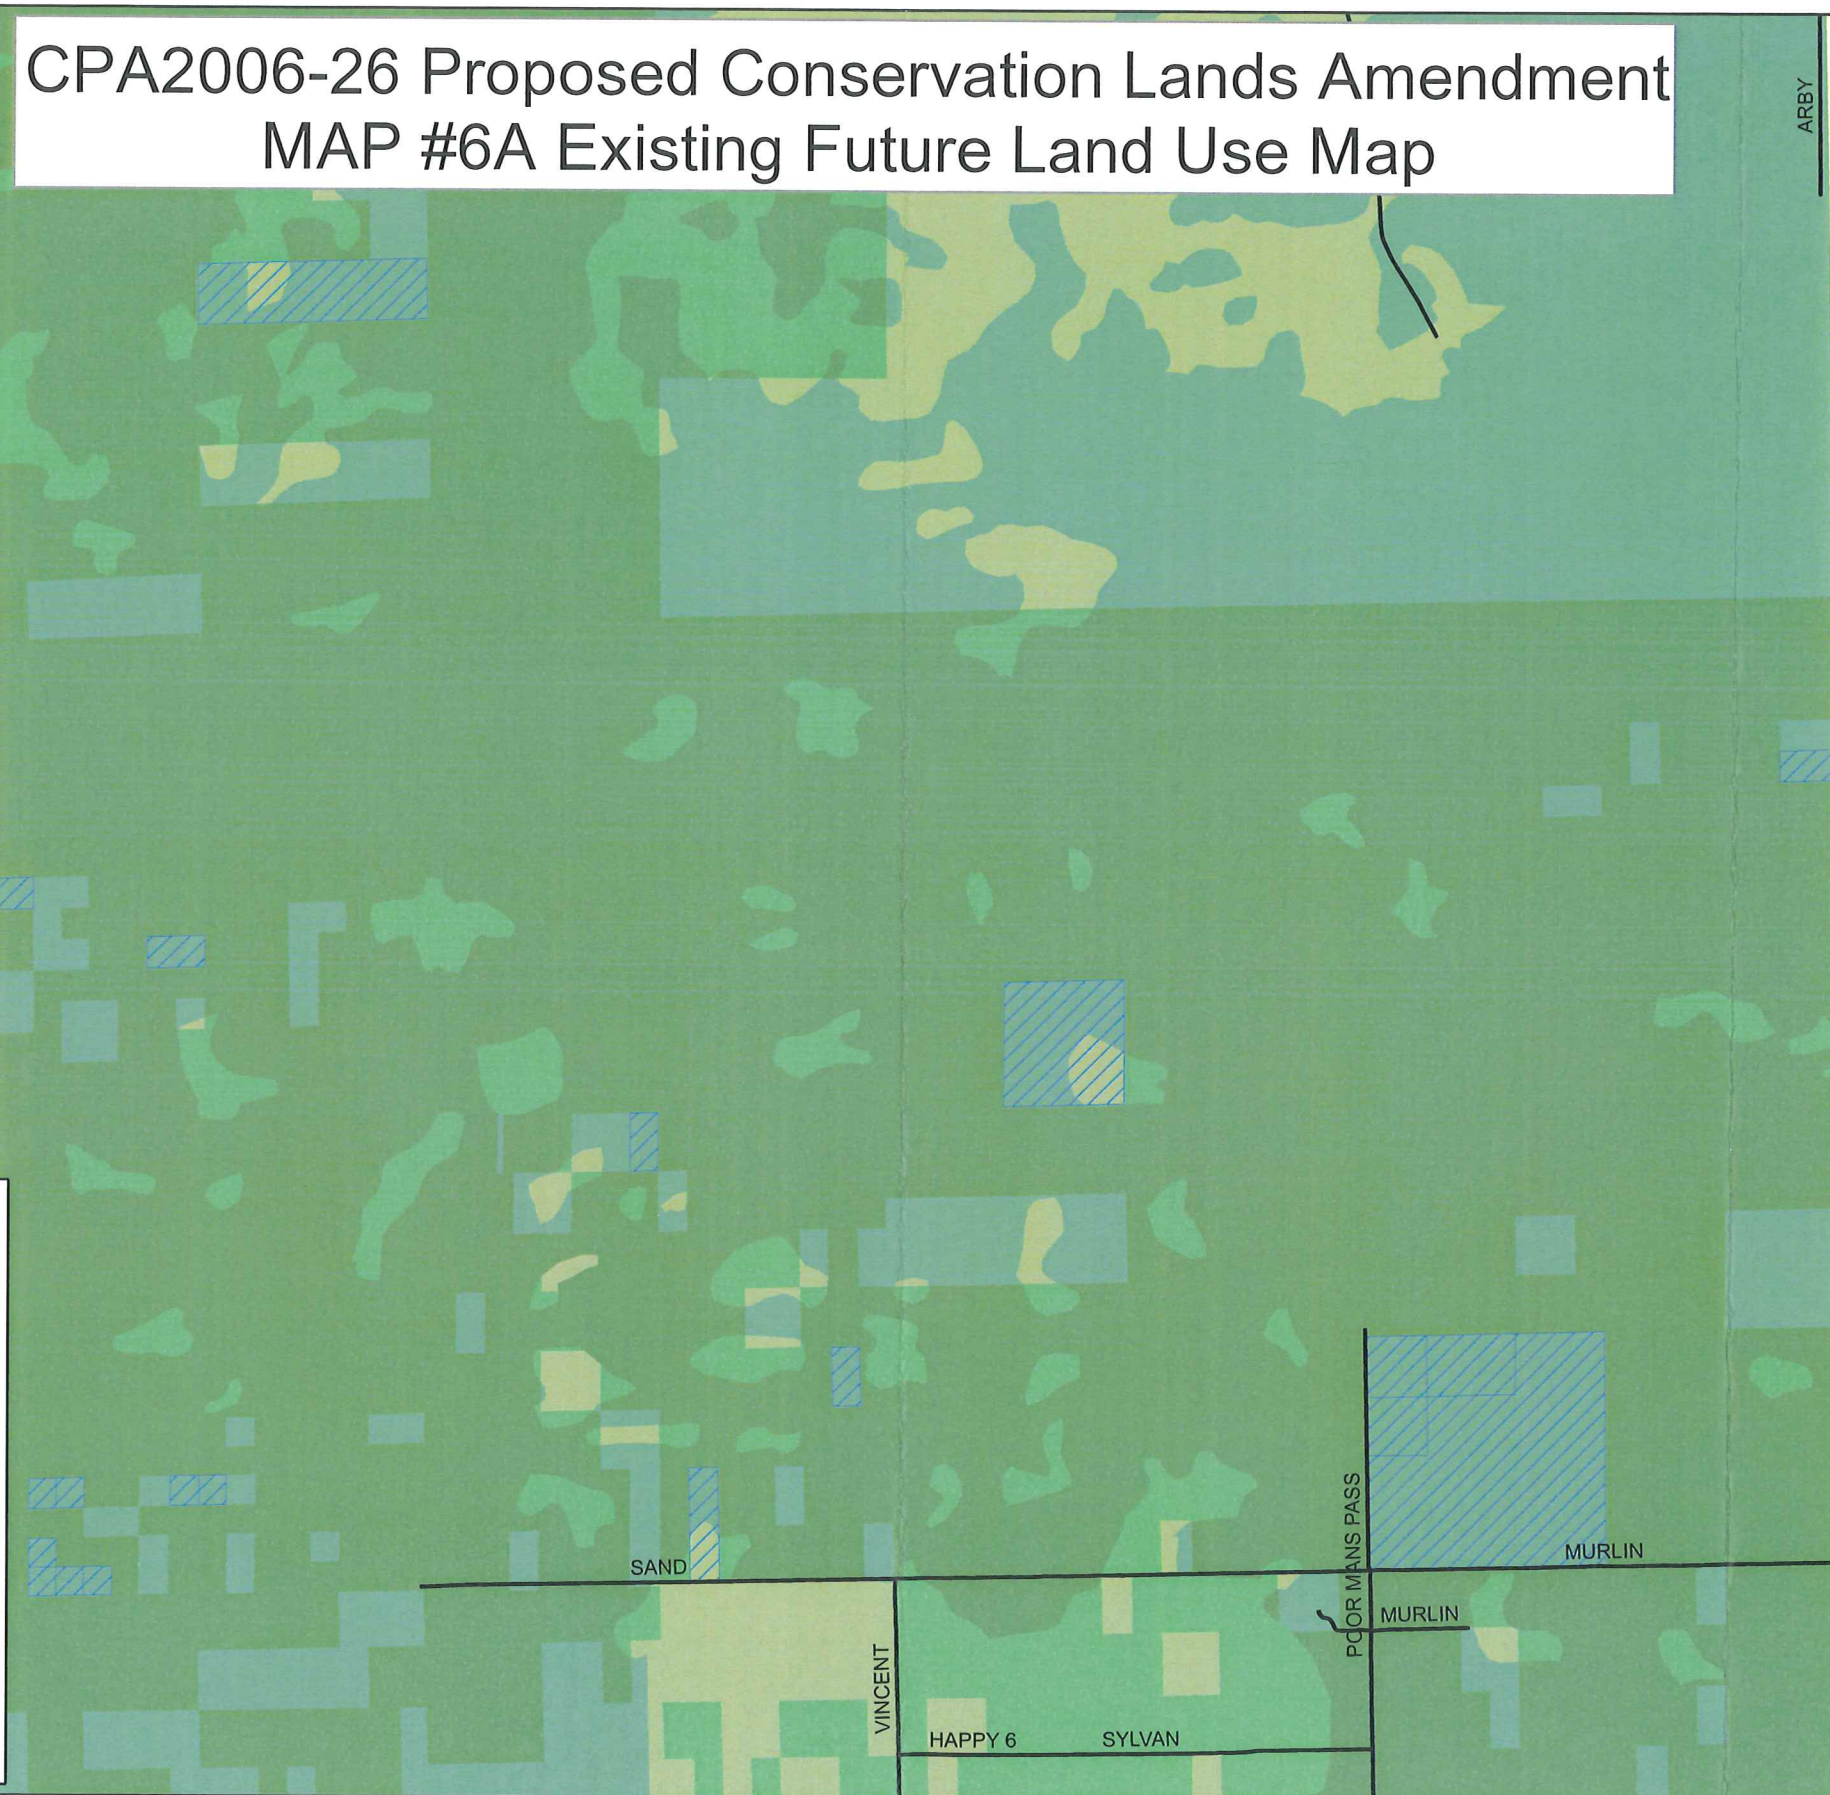 CPA2006-26 Proposed Conservation Lands Amendment
MAP #6A Existing Future Land Use Map
ARBY
SAND
POOR MANS PASS
MURLIN
MURLIN
VINCENT
HAPPY 6
SYLVAN